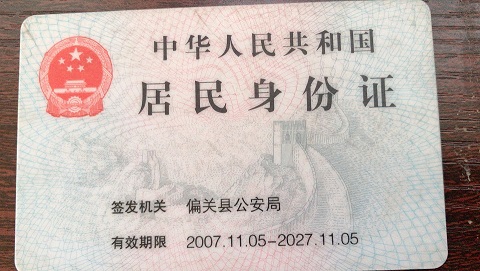 中华人民共和国
居民身份证
签发机关 偏关县公安局
有效期限 2007.11.05-2027.11.05